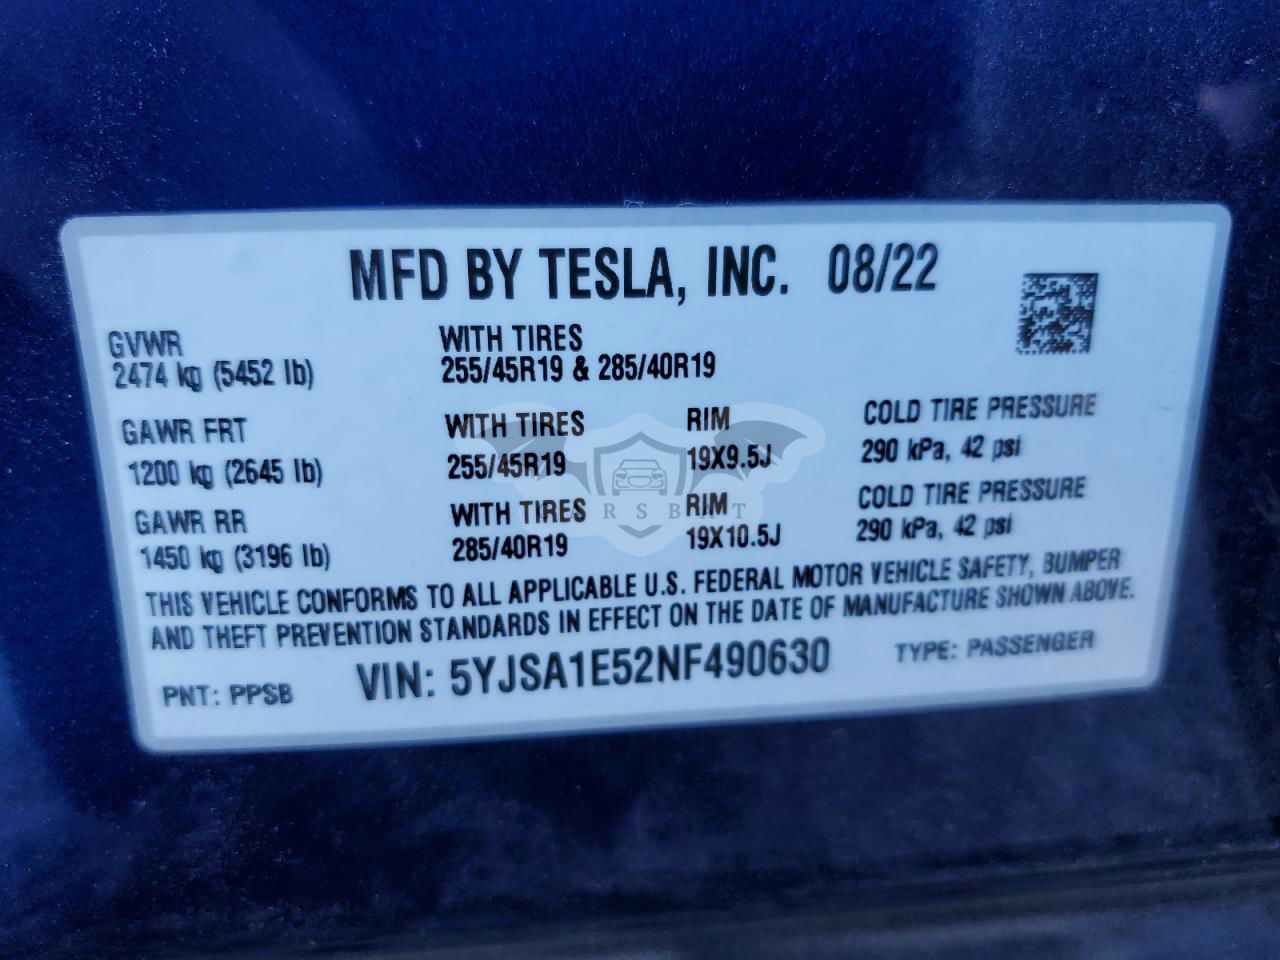 MFD BY TESLA, INC. 08/22
GVWR
2474 kg (5452 lb)
WITH TIRES
255/45R19 & 285/40R19
GAWR FRT
1200 kg (2645 lb)
WITH TIRES
255/45R19
RIM
19X9.5J
COLD TIRE PRESSURE
290 kPa, 42 psi
GAWR RR
1450 kg (3196 lb)
WITH TIRES
285/40R19
RIM
19X10.5J
COLD TIRE PRESSURE
290 kPa, 42 psi
THIS VEHICLE CONFORMS TO ALL APPLICABLE U.S. FEDERAL MOTOR VEHICLE SAFETY, BUMPER
AND THEFT PREVENTION STANDARDS IN EFFECT ON THE DATE OF MANUFACTURE SHOWN ABOVE.
PNT: PPSB VIN: 5YJSA1E52NF490630 TYPE: PASSENGER